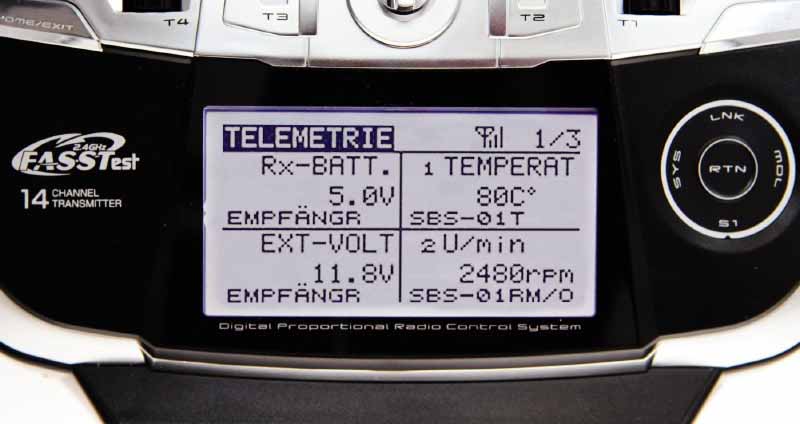 HOME/EXIT T4 T3 T2 T1
TELEMETRIE 1/3
Rx-BATT. 1 TEMPERAT
5.0V 80C°
EMPFÄNGR SBS-01T
EXT-VOLT 2 U/min
11.8V 2480rpm
EMPFÄNGR SBS-01RM/O
2.4GHz
FASSTest
14 CHANNEL
TRANSMITTER
LNK
SYS RTN MDL
S1
Digital Proportional Radio Control System